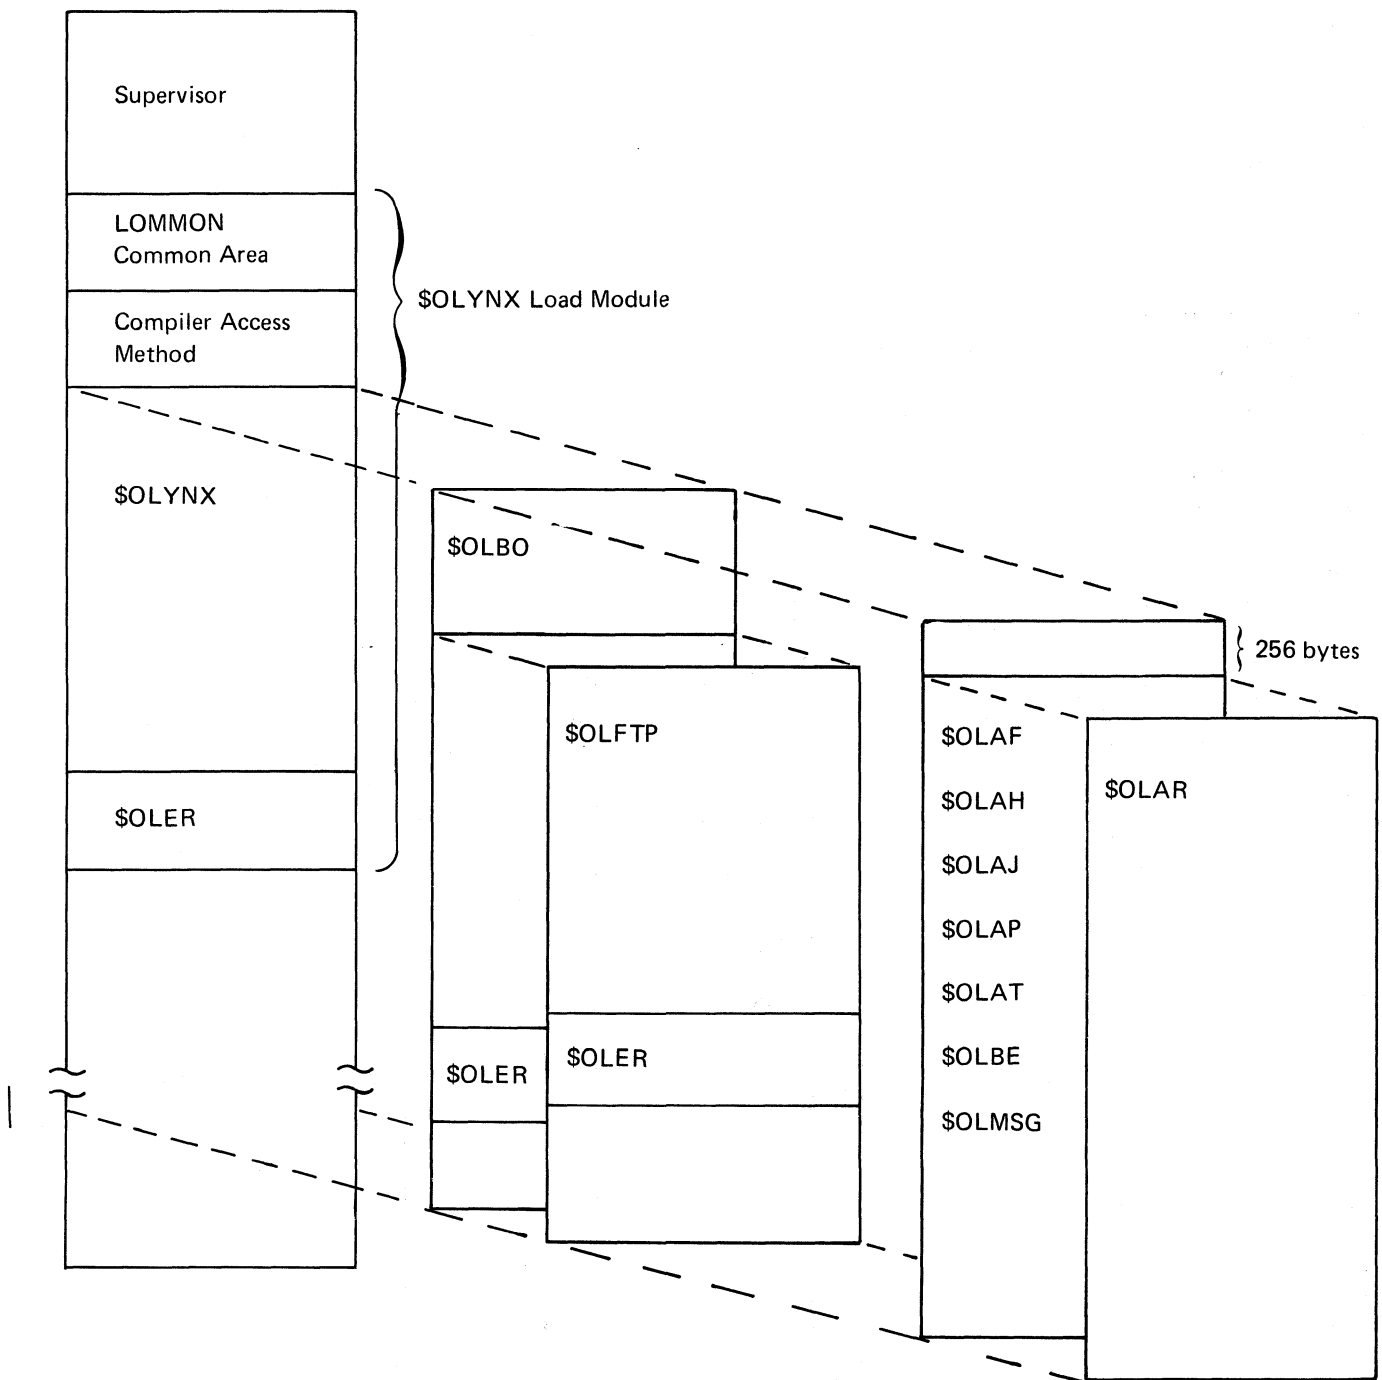 Supervisor
LOMMON
Common Area
Compiler Access
Method
$OLYNX Load Module
$OLYNX
$OLER
$OLBO
$OLER
$OLFTP
$OLER
256 bytes
$OLAF
$OLAH
$OLAJ
$OLAP
$OLAT
$OLBE
$OLMSG
$OLAR